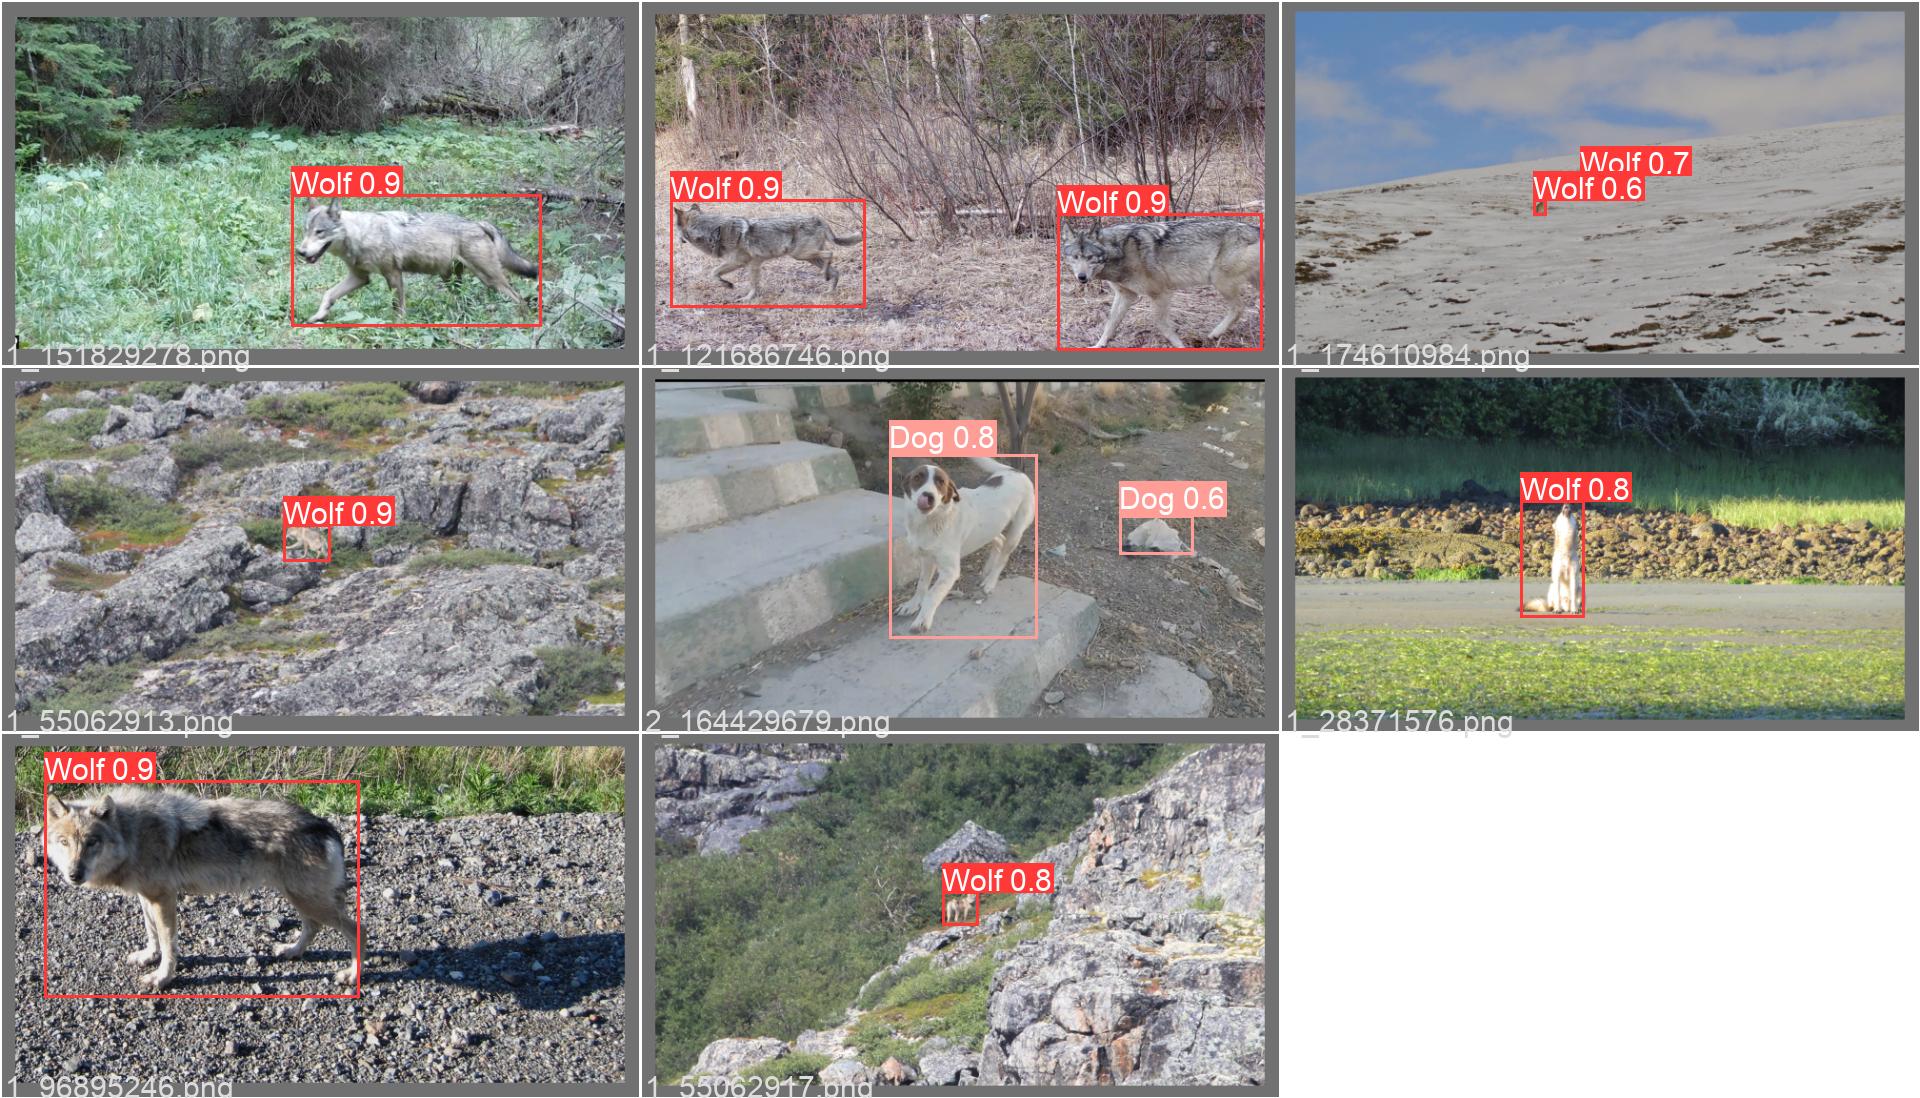 Wolf 0.9
1_151829278.png
Wolf 0.9
Wolf 0.9
1_121686746.png
Wolf 0.7
Wolf 0.6
1_174610984.png
Wolf 0.9
1_55062913.png
Dog 0.8
Dog 0.6
2_164429679.png
Wolf 0.8
1_28371576.png
Wolf 0.9
1_96895246.png
Wolf 0.8
1_55062917.png